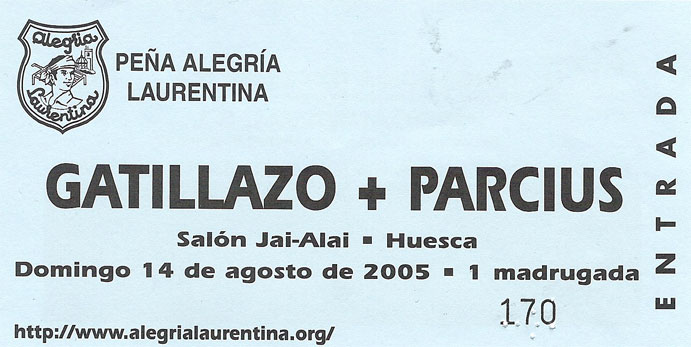 Alegria
Laurentina
PEÑA ALEGRÍA
LAURENTINA
GATILLAZO + PARCIUS
Salón Jai-Alai ▪ Huesca
Domingo 14 de agosto de 2005 ▪ 1 madrugada
170
http://www.alegrialaurentina.org/
ENTRADA